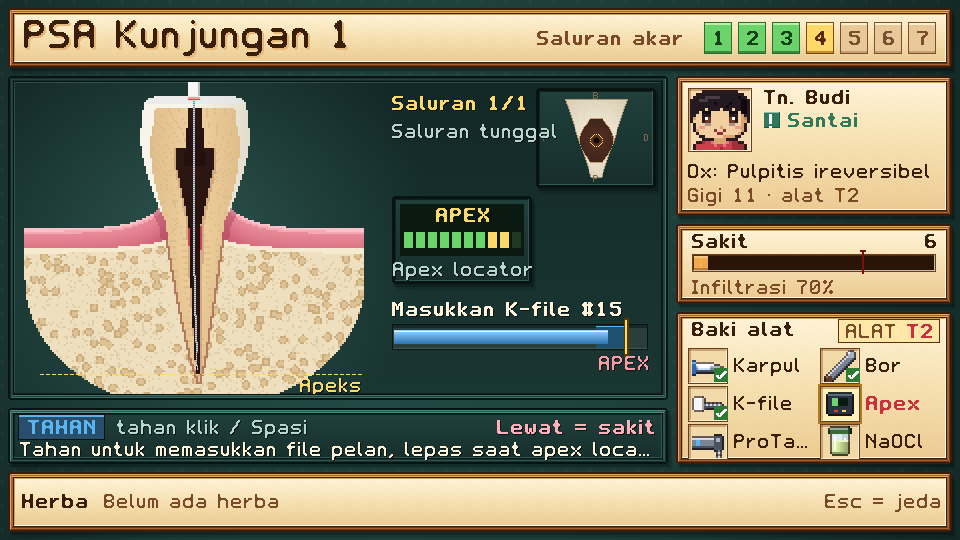 PSA Kunjungan 1
Saluran akar 1 2 3 4 5 6 7
Saluran 1/1
Saluran tunggal
B
D
P
APEX
Apex locator
Masukkan K-file #15
APEX
Apeks
TAHAN tahan klik / Spasi Lewat = sakit
Tahan untuk memasukkan file pelan, lepas saat apex loca…
Tn. Budi
Santai
Dx: Pulpitis ireversibel
Gigi 11 · alat T2
Sakit 6
Infiltrasi 70%
Baki alat ALAT T2
Karpul Bor
K-file Apex
ProTa… NaOCl
Herba Belum ada herba Esc = jeda